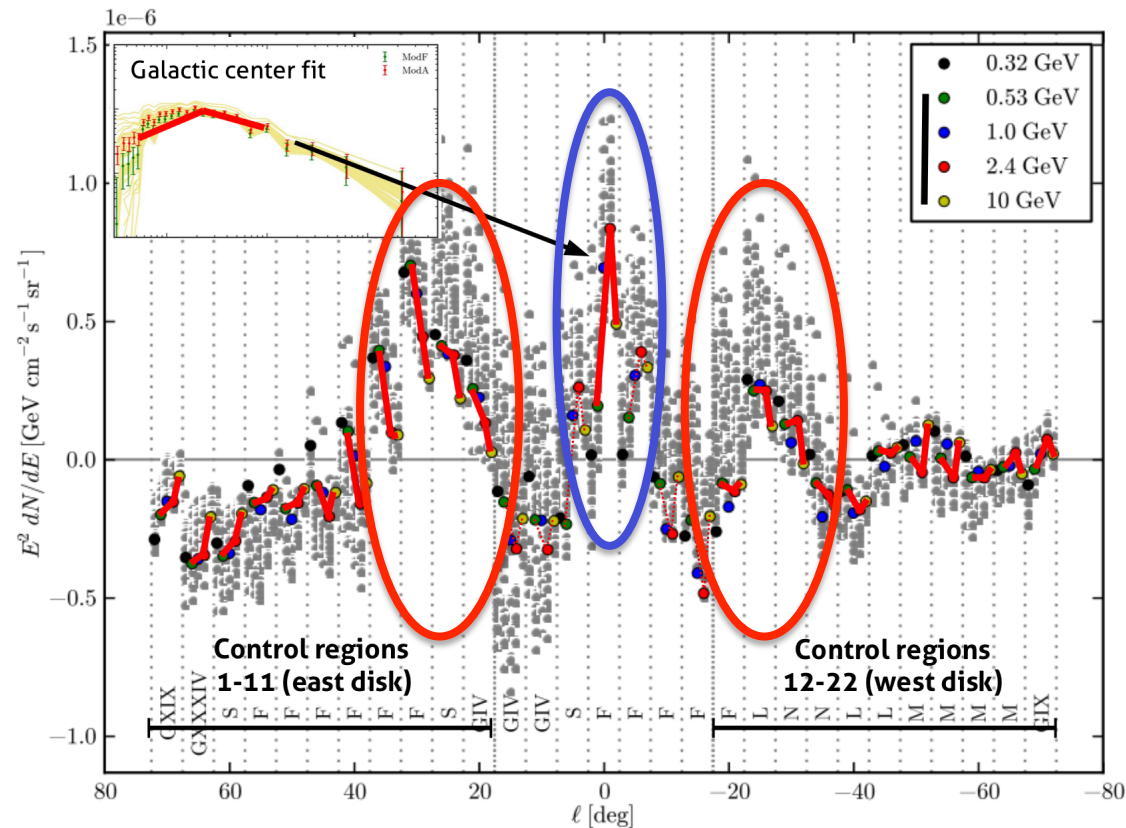 1e−6
Galactic center fit
ModF
ModA
0.32 GeV
0.53 GeV
1.0 GeV
2.4 GeV
10 GeV
1.5
1.0
0.5
0.0
−0.5
−1.0
E² dN/dE [GeV cm⁻² s⁻¹ sr⁻¹]
Control regions
1-11 (east disk)
Control regions
12-22 (west disk)
GXIX GXXXIV S F F F F F F S GIV GIV GIV S F F F F F L N N L L M M M M GIX
80 60 40 20 0 −20 −40 −60 −80
ℓ [deg]